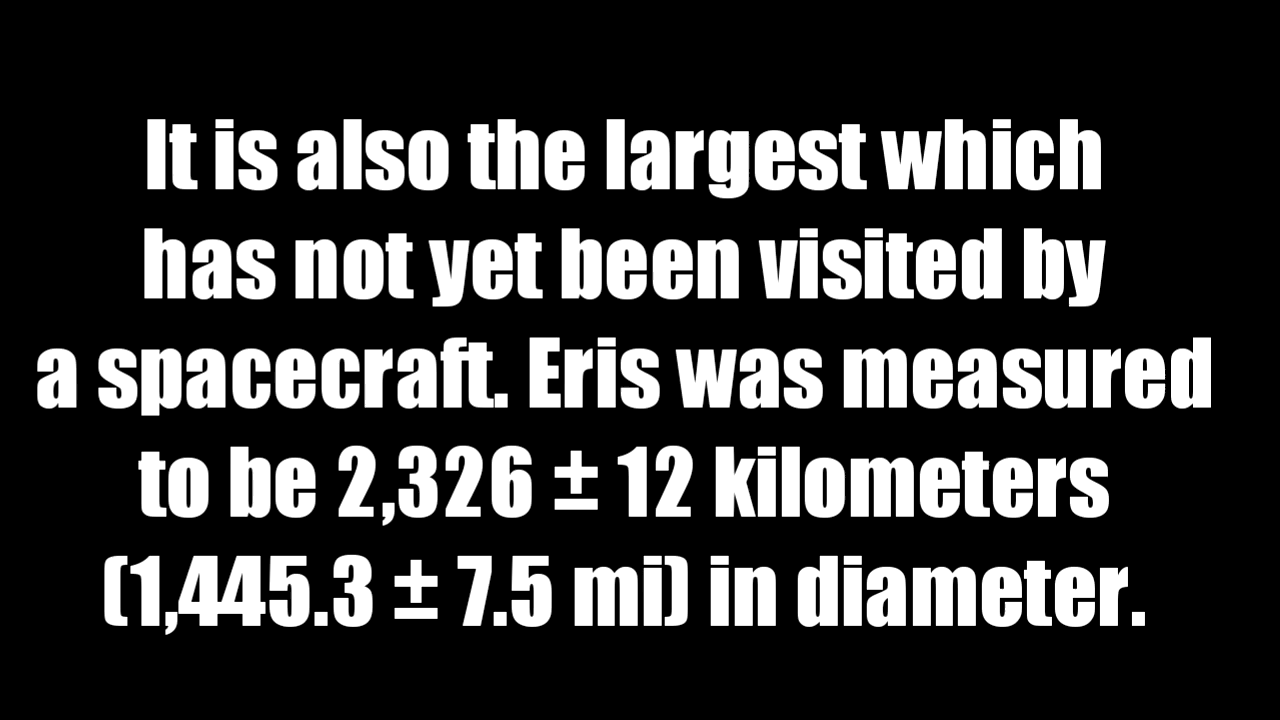 It is also the largest which
has not yet been visited by
a spacecraft. Eris was measured
to be 2,326 ± 12 kilometers
(1,445.3 ± 7.5 mi) in diameter.